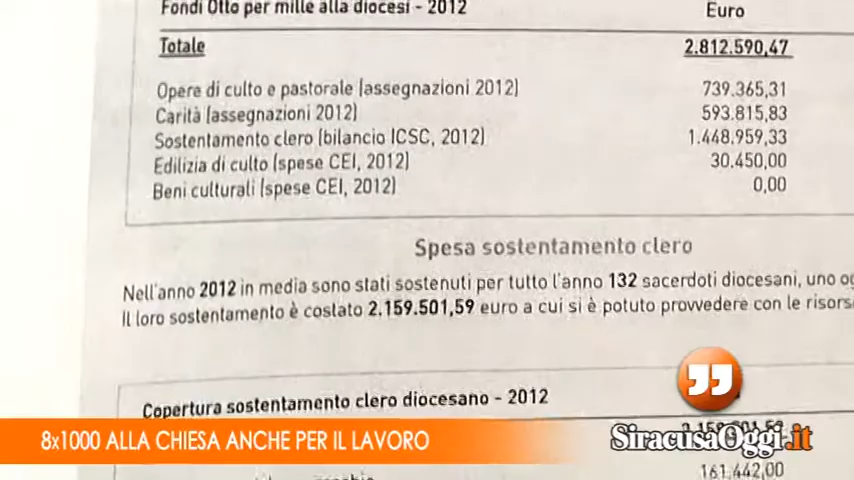 Fondi Otto per mille alla diocesi - 2012 Euro
Totale 2.812.590,47
Opere di culto e pastorale (assegnazioni 2012) 739.365,31
Carità (assegnazioni 2012) 593.815,83
Sostentamento clero (bilancio ICSC, 2012) 1.448.959,33
Edilizia di culto (spese CEI, 2012) 30.450,00
Beni culturali (spese CEI, 2012) 0,00
Spesa sostentamento clero
Nell'anno 2012 in media sono stati sostenuti per tutto l'anno 132 sacerdoti diocesani, uno
Il loro sostentamento è costato 2.159.501,59 euro a cui si è potuto provvedere con le
Copertura sostentamento clero diocesano - 2012
8x1000 ALLA CHIESA ANCHE PER IL LAVORO
SiracusaOggi.it
161.442,00